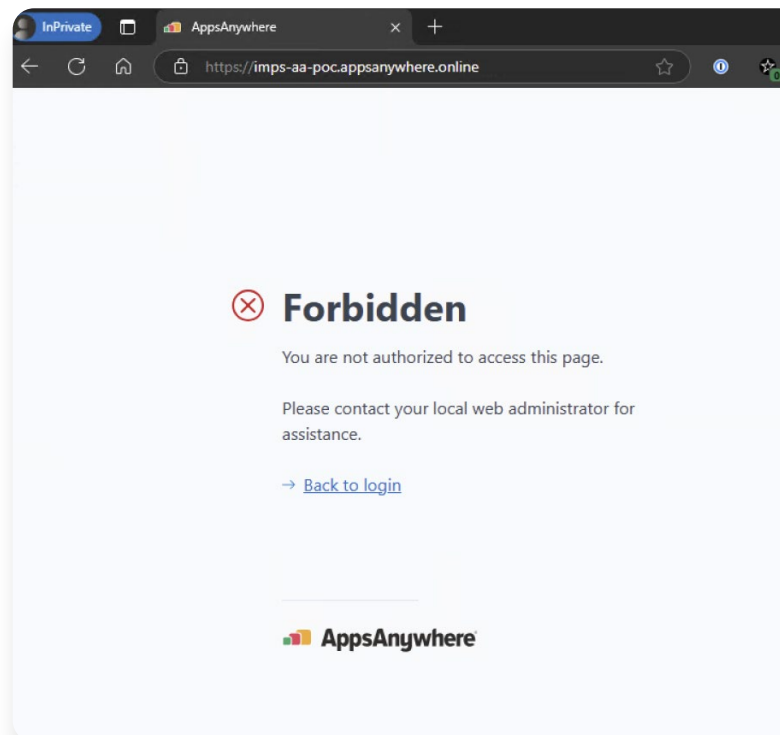 InPrivate
AppsAnywhere
https://imps-aa-poc.appsanywhere.online
Forbidden
You are not authorized to access this page.
Please contact your local web administrator for
assistance.
→ Back to login
AppsAnywhere